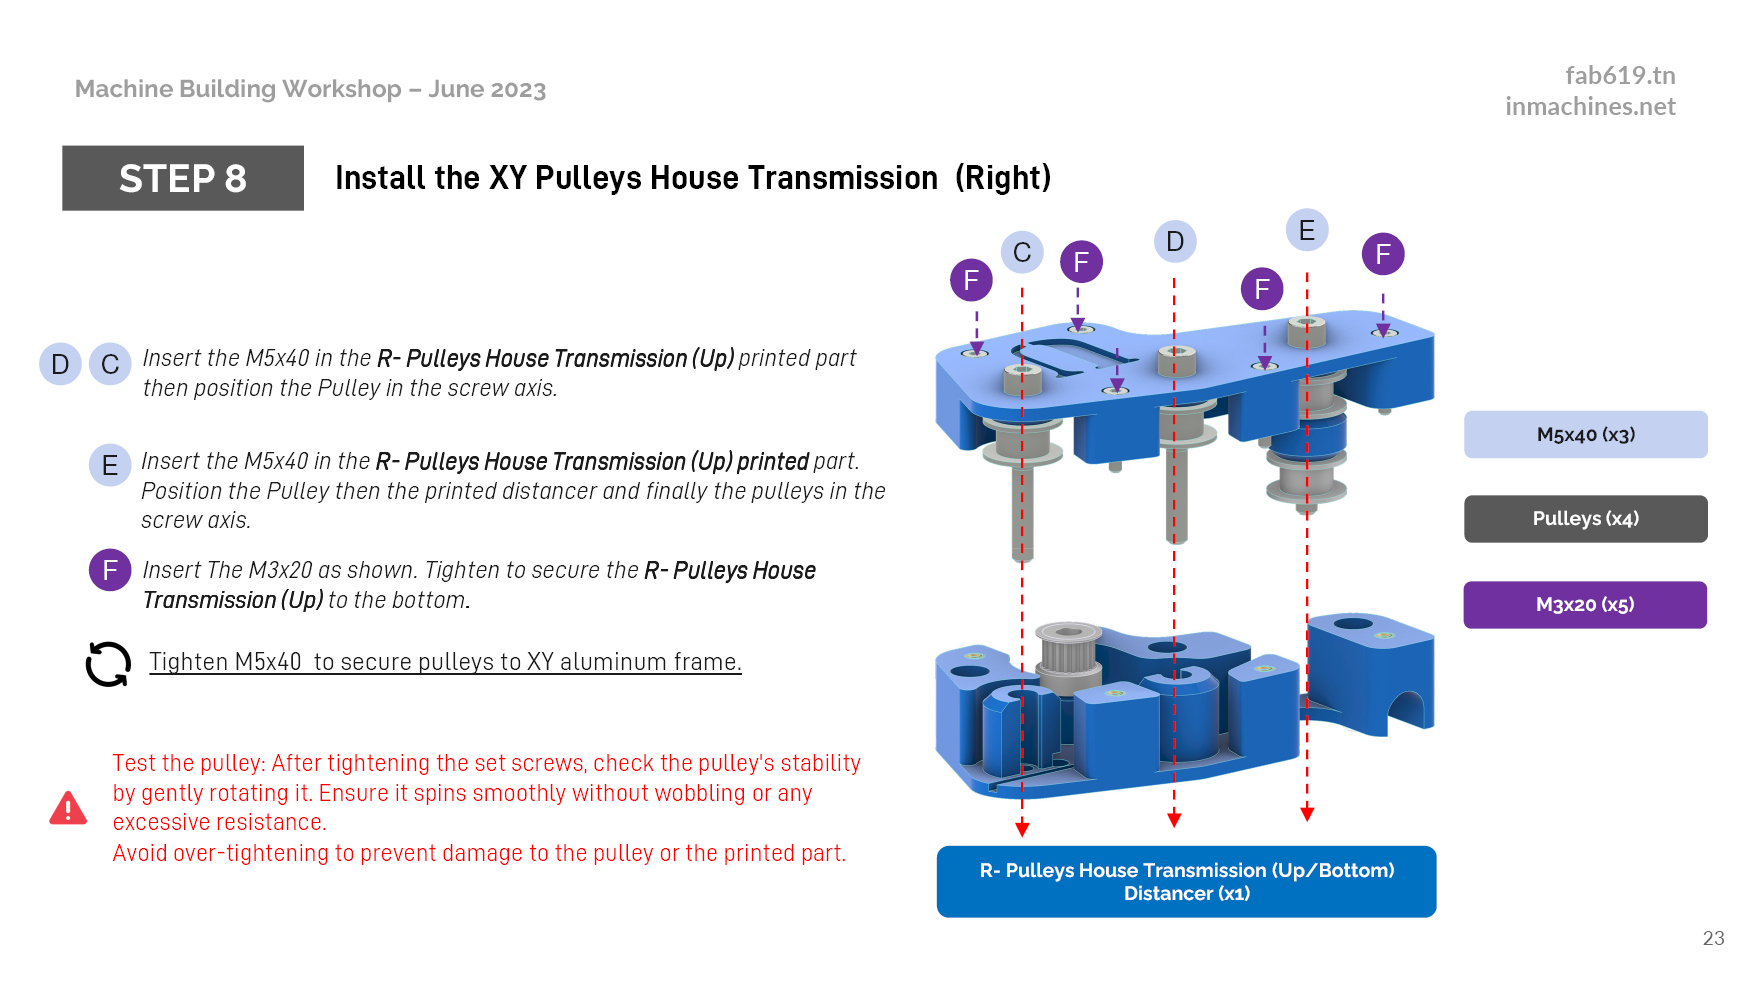 Machine Building Workshop – June 2023
fab619.tn
inmachines.net
STEP 8
Install the XY Pulleys House Transmission (Right)
D C Insert the M5x40 in the R- Pulleys House Transmission (Up) printed part
then position the Pulley in the screw axis.
E Insert the M5x40 in the R- Pulleys House Transmission (Up) printed part.
Position the Pulley then the printed distancer and finally the pulleys in the
screw axis.
F Insert The M3x20 as shown. Tighten to secure the R- Pulleys House
Transmission (Up) to the bottom.
Tighten M5x40 to secure pulleys to XY aluminum frame.
Test the pulley: After tightening the set screws, check the pulley's stability
by gently rotating it. Ensure it spins smoothly without wobbling or any
excessive resistance.
Avoid over-tightening to prevent damage to the pulley or the printed part.
F
C
F
D
F
E
F
M5x40 (x3)
Pulleys (x4)
M3x20 (x5)
R- Pulleys House Transmission (Up/Bottom)
Distancer (x1)
23